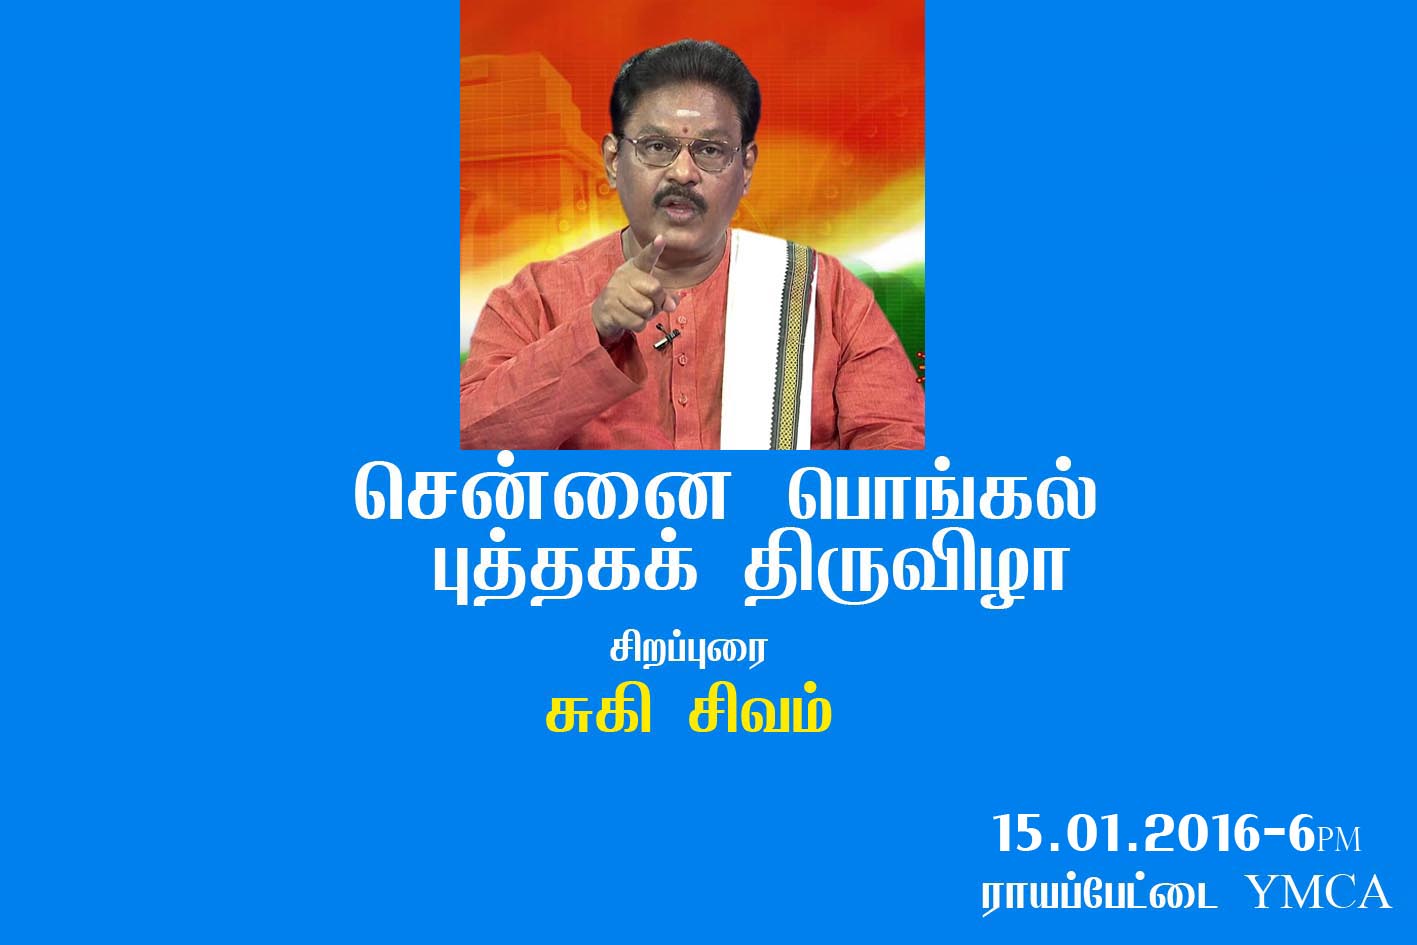 சென்னை பொங்கல்
புத்தகக் திருவிழா
சிறப்புரை
சுகி சிவம்
15.01.2016-6PM
ராயப்பேட்டை YMCA